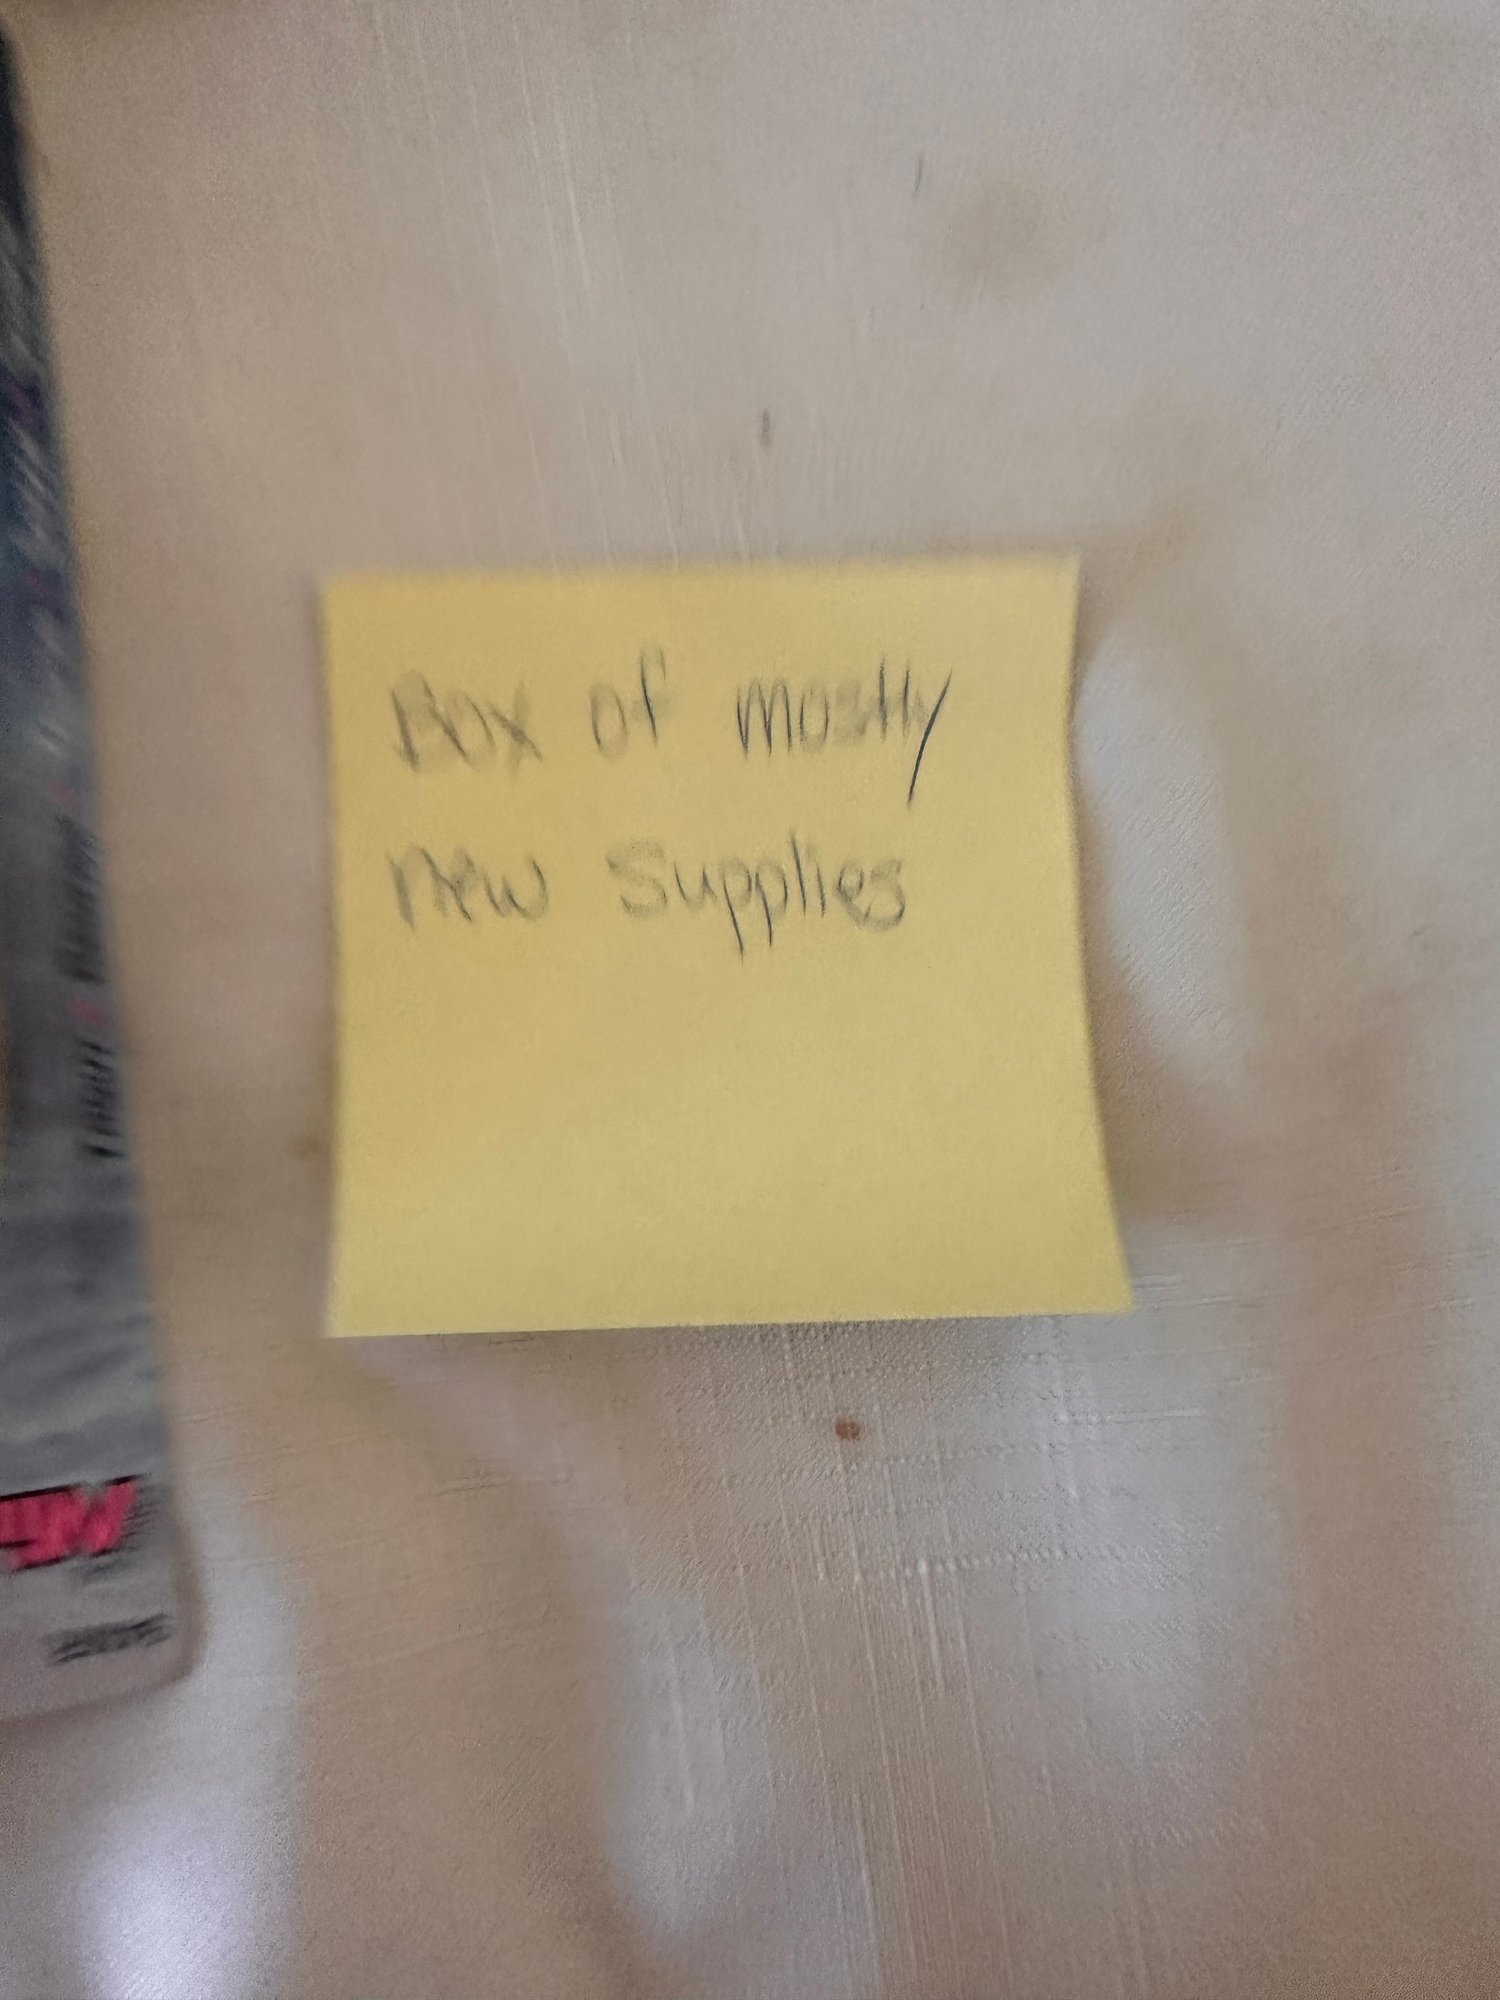 Box of mostly
new supplies